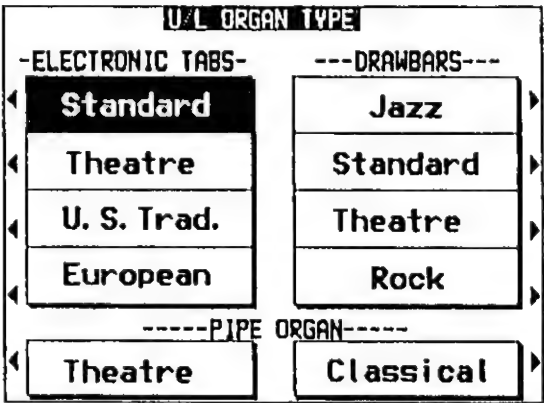 U/L ORGAN TYPE
-ELECTRONIC TABS- ---DRAWBARS---
Standard Jazz
Theatre Standard
U. S. Trad. Theatre
European Rock
-----PIPE ORGAN-----
Theatre Classical